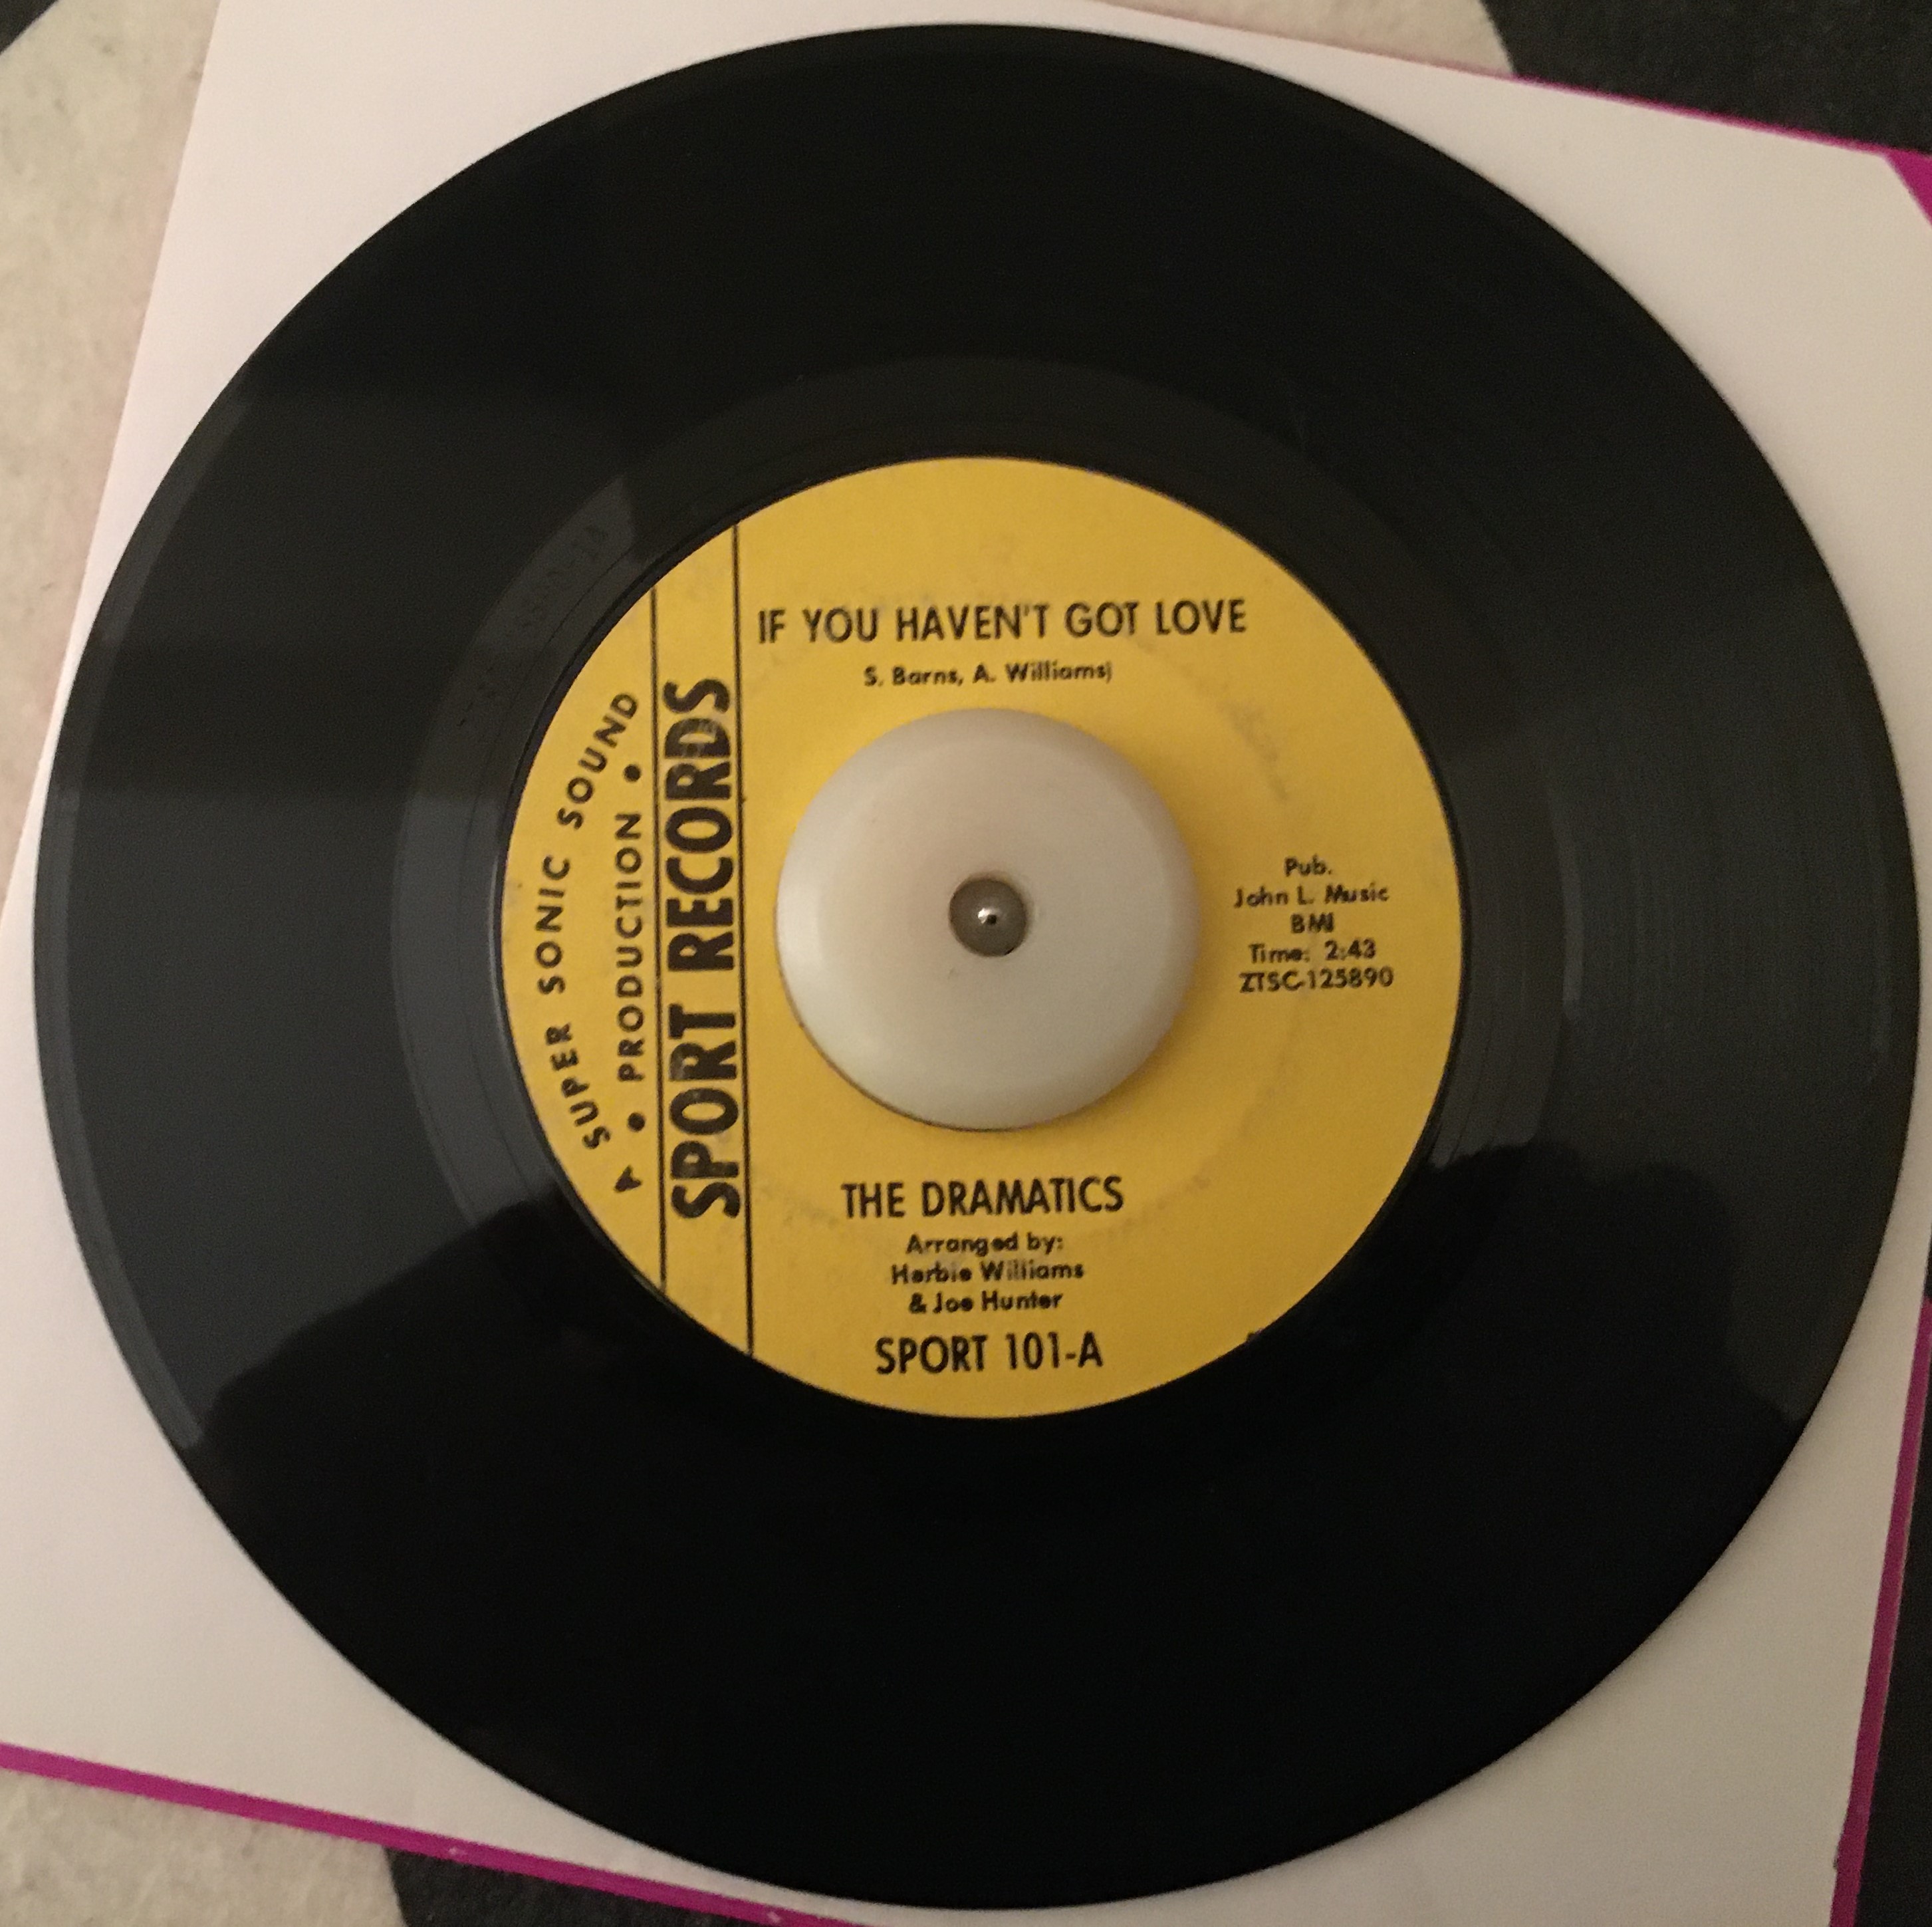 IF YOU HAVEN'T GOT LOVE
S. Barns, A. Williams)
A SUPER SONIC SOUND
• PRODUCTION •
SPORT RECORDS
Pub.
John L. Music
BMI
Time: 2:43
ZTSC-125890
THE DRAMATICS
Arranged by:
Herbie Williams
& Joe Hunter
SPORT 101-A